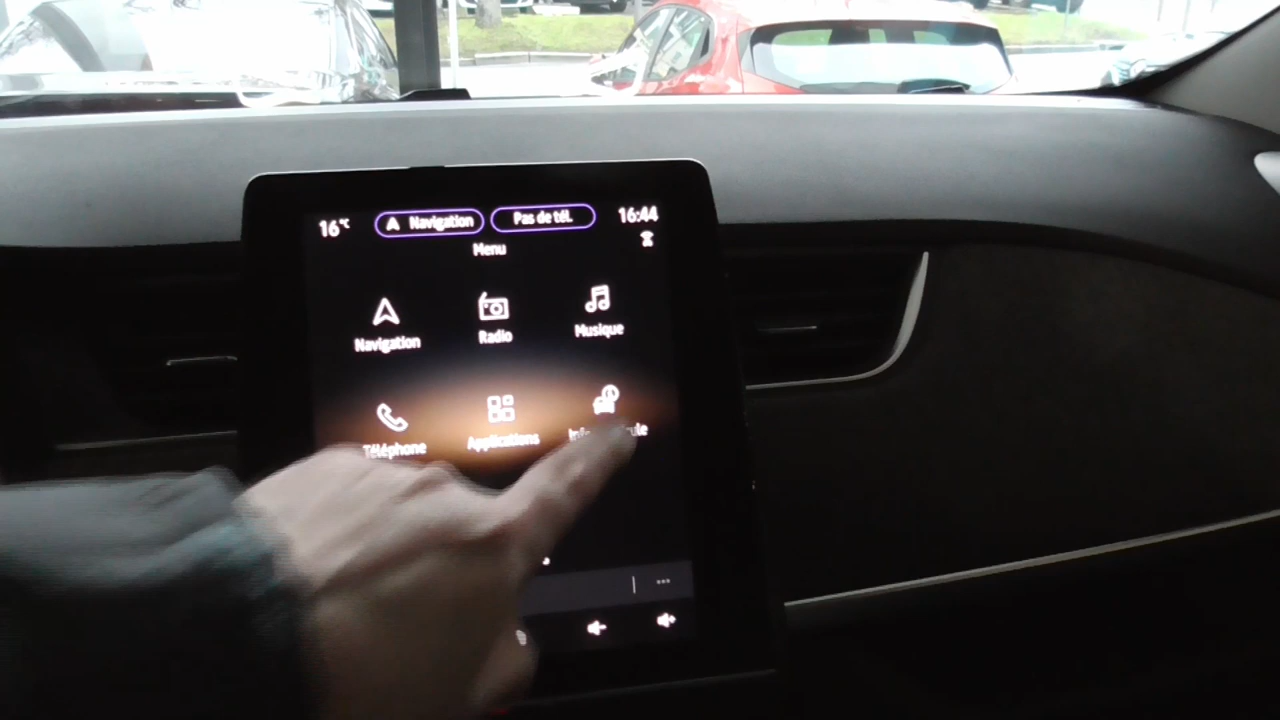 16°C Navigation Pas de tél. 16:44
Menu
Navigation Radio Musique
Téléphone Applications